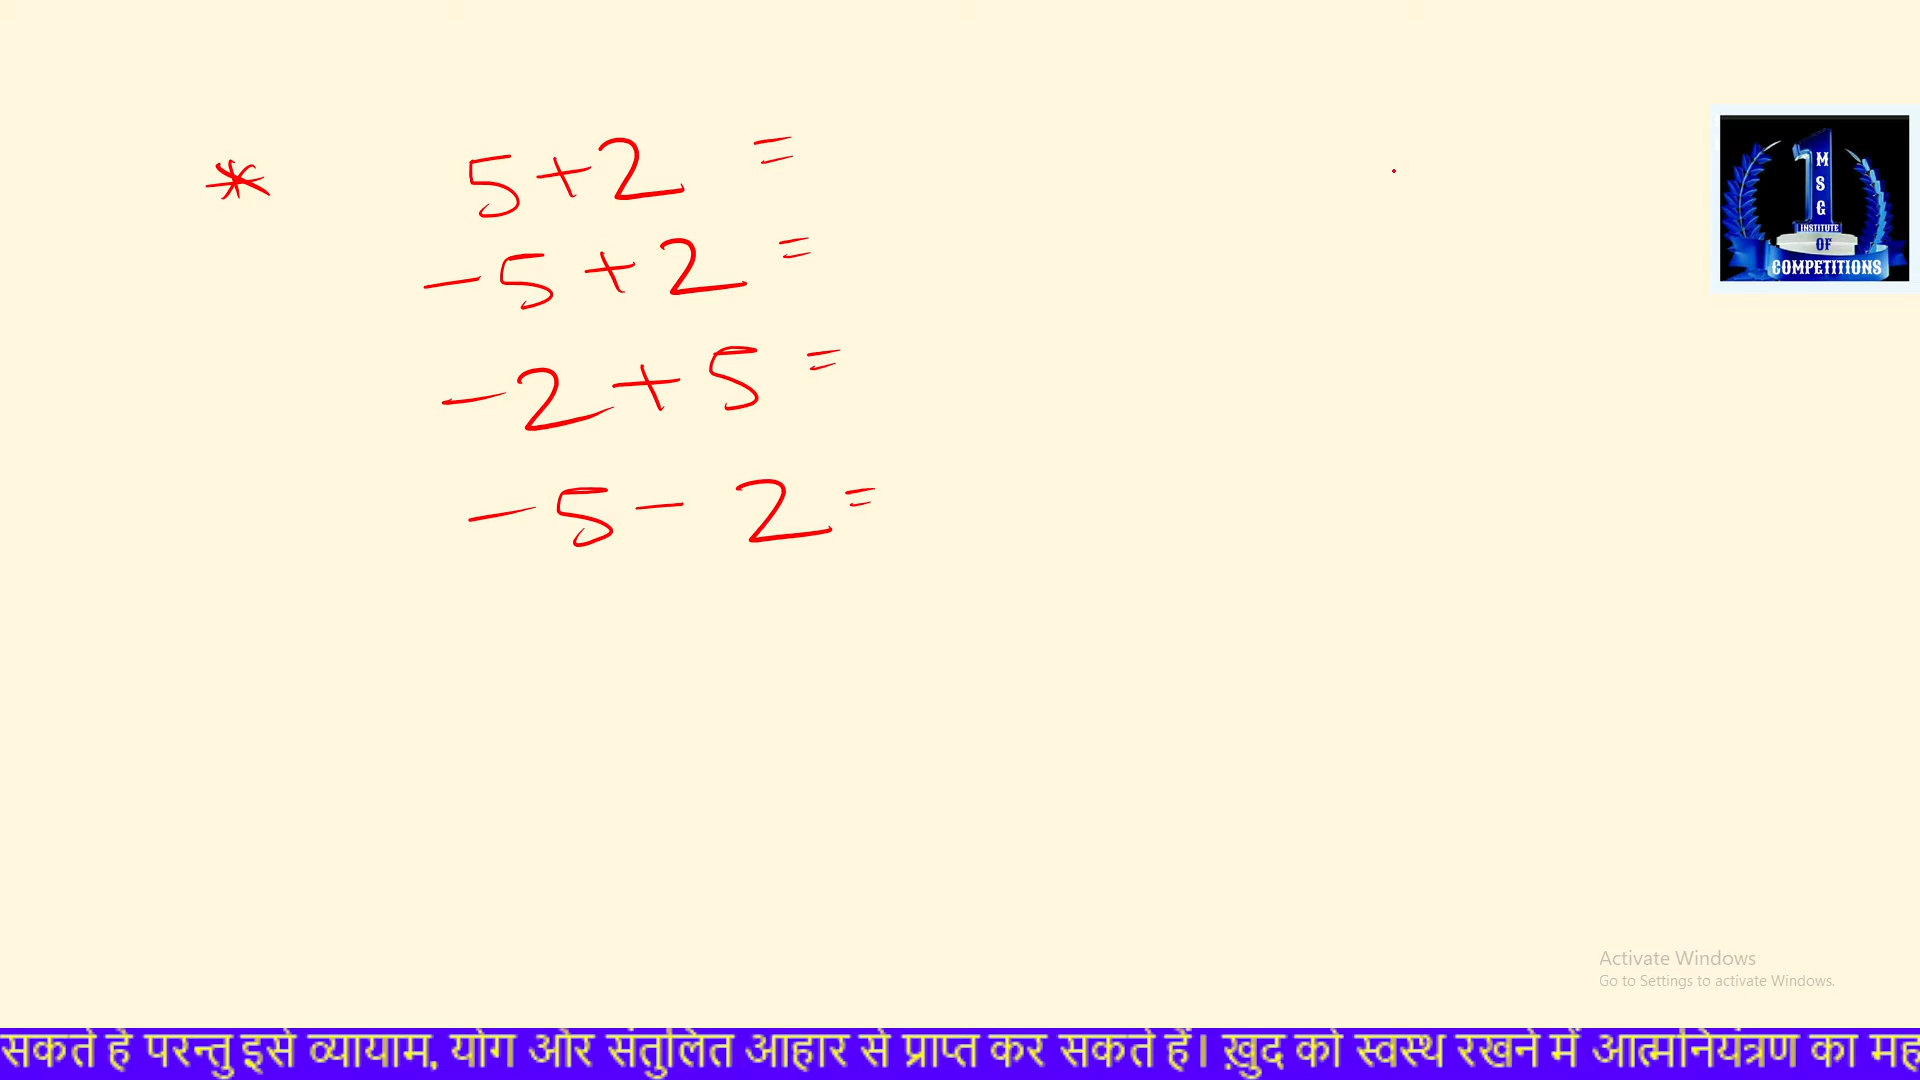 * 5+2 =
-5+2 =
-2+5 =
-5-2 =
1
M
S
G
INSTITUTE
OF
COMPETITIONS
Activate Windows
Go to Settings to activate Windows.
सकते है परन्तु इसे व्यायाम, योग और संतुलित आहार से प्राप्त कर सकते हैं। ख़ुद को स्वस्थ रखने में आत्मनियंत्रण का मह